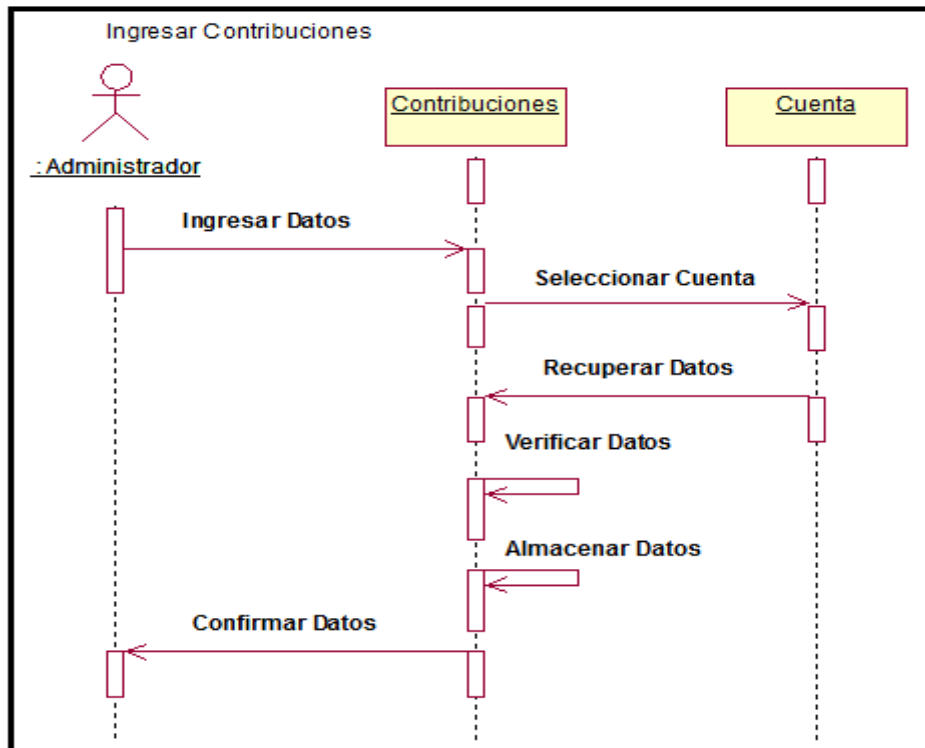 Ingresar Contribuciones
Contribuciones
Cuenta
: Administrador
Ingresar Datos
Seleccionar Cuenta
Recuperar Datos
Verificar Datos
Almacenar Datos
Confirmar Datos